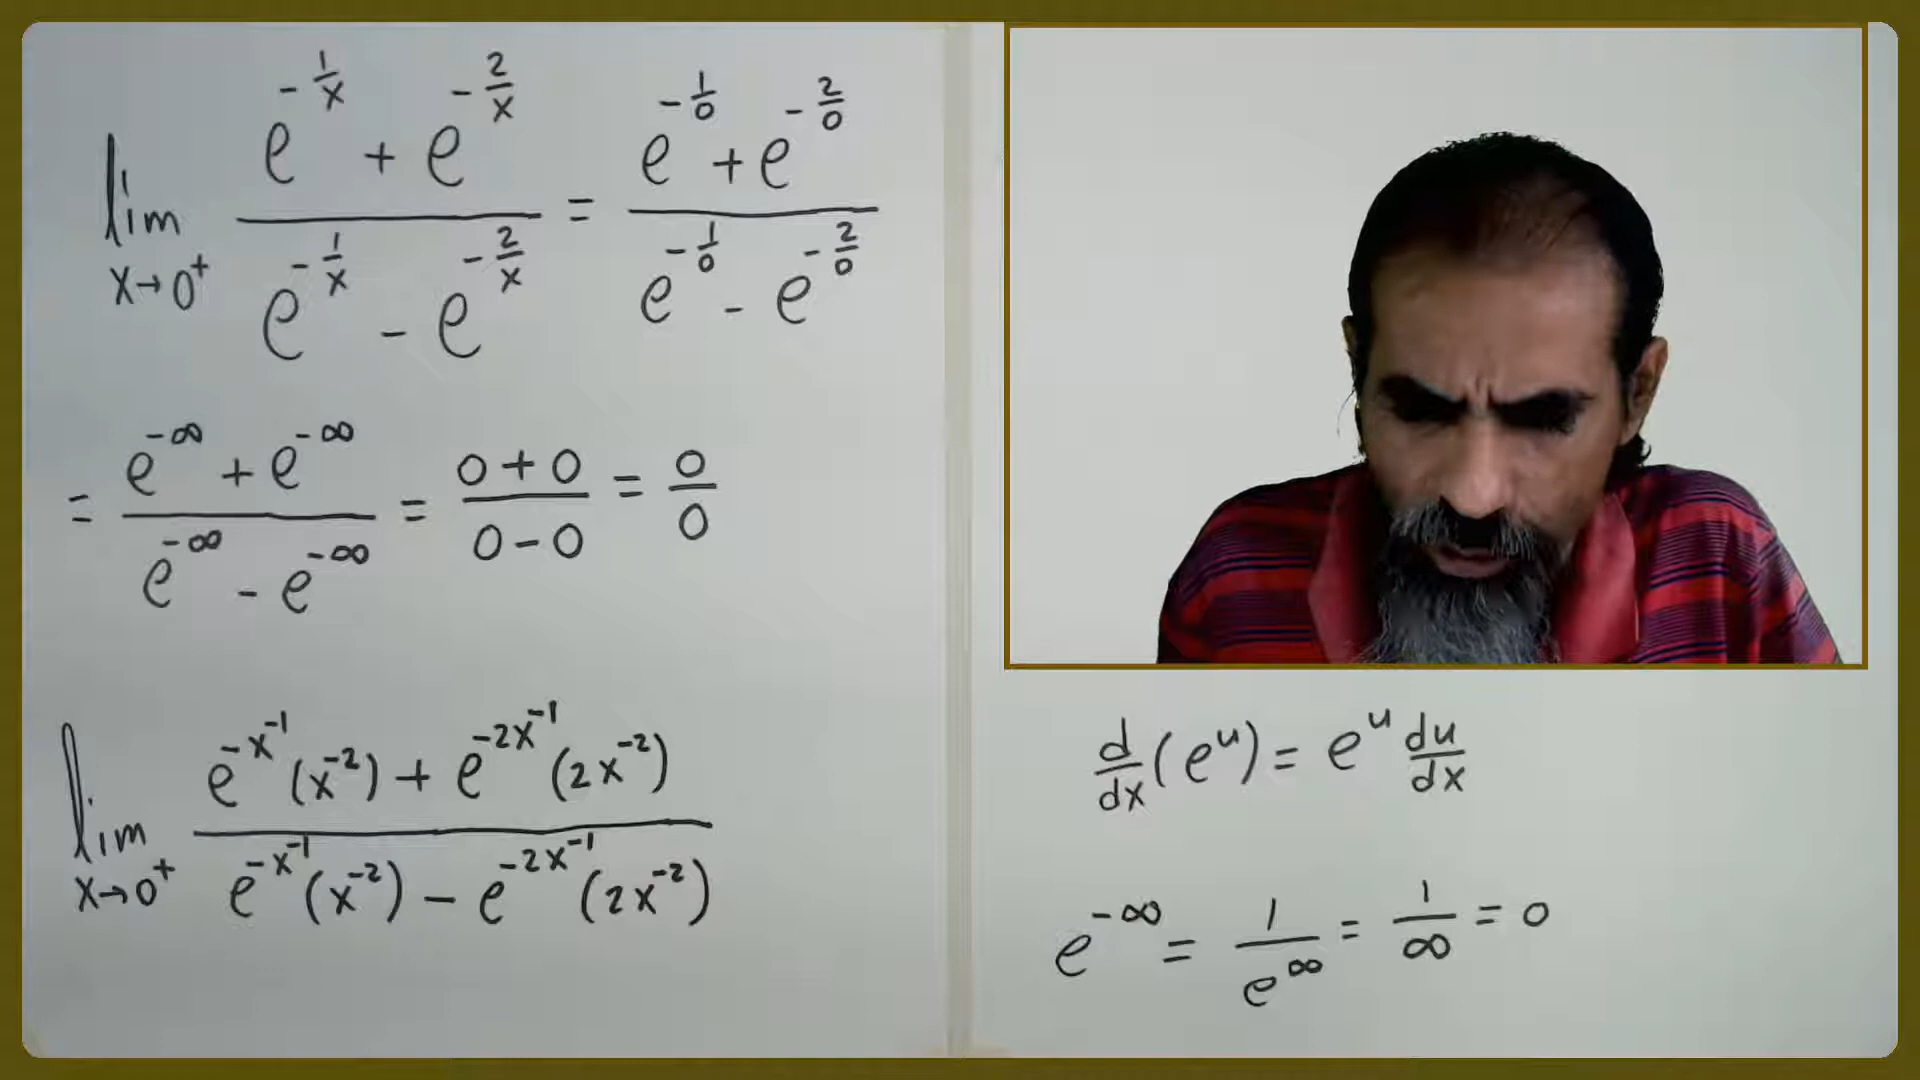 lim x→0⁺ (e^(-1/x) + e^(-2/x)) / (e^(-1/x) - e^(-2/x)) = (e^(-1/0) + e^(-2/0)) / (e^(-1/0) - e^(-2/0))
= (e^(-∞) + e^(-∞)) / (e^(-∞) - e^(-∞)) = (0+0)/(0-0) = 0/0
lim x→0⁺ (e^(-x⁻¹)(x⁻²) + e^(-2x⁻¹)(2x⁻²)) / (e^(-x⁻¹)(x⁻²) - e^(-2x⁻¹)(2x⁻²))
d/dx(e^u) = e^u du/dx
e^(-∞) = 1/e^∞ = 1/∞ = 0